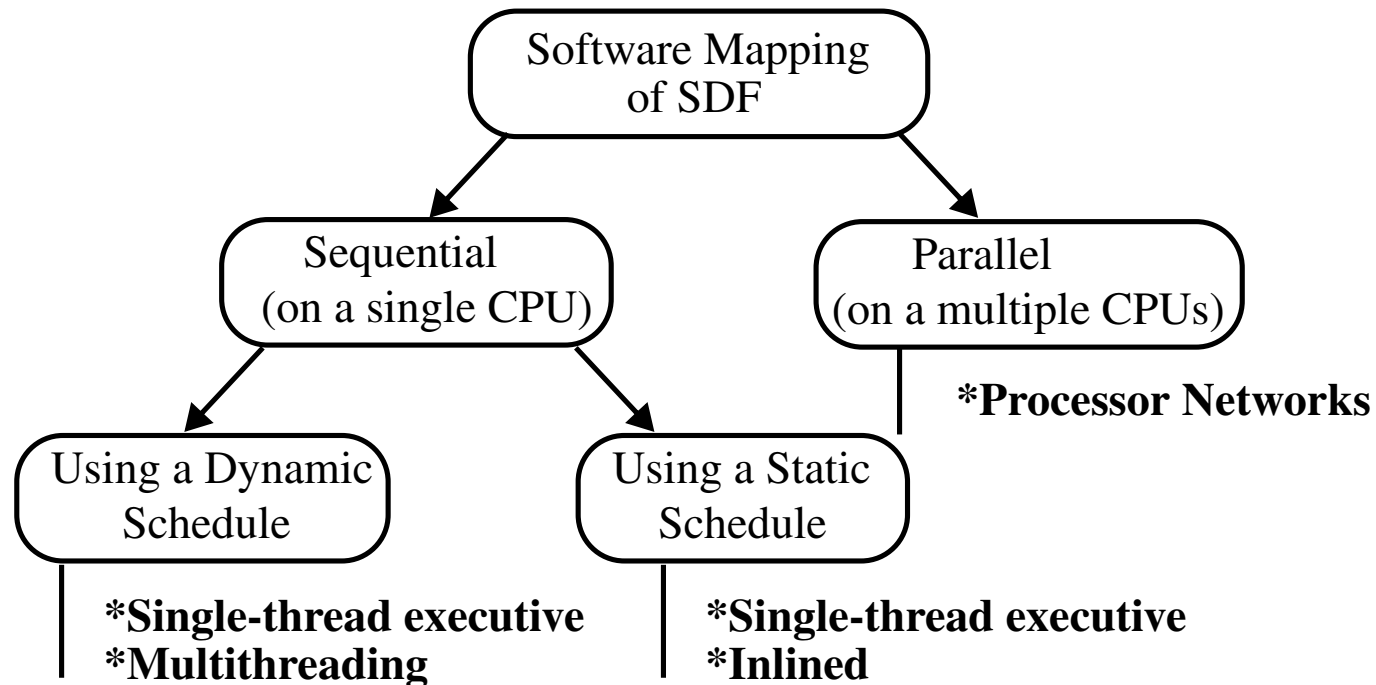 Software Mapping
of SDF
Sequential
(on a single CPU)
Parallel
(on a multiple CPUs)
*Processor Networks
Using a Dynamic
Schedule
Using a Static
Schedule
*Single-thread executive
*Multithreading
*Single-thread executive
*Inlined